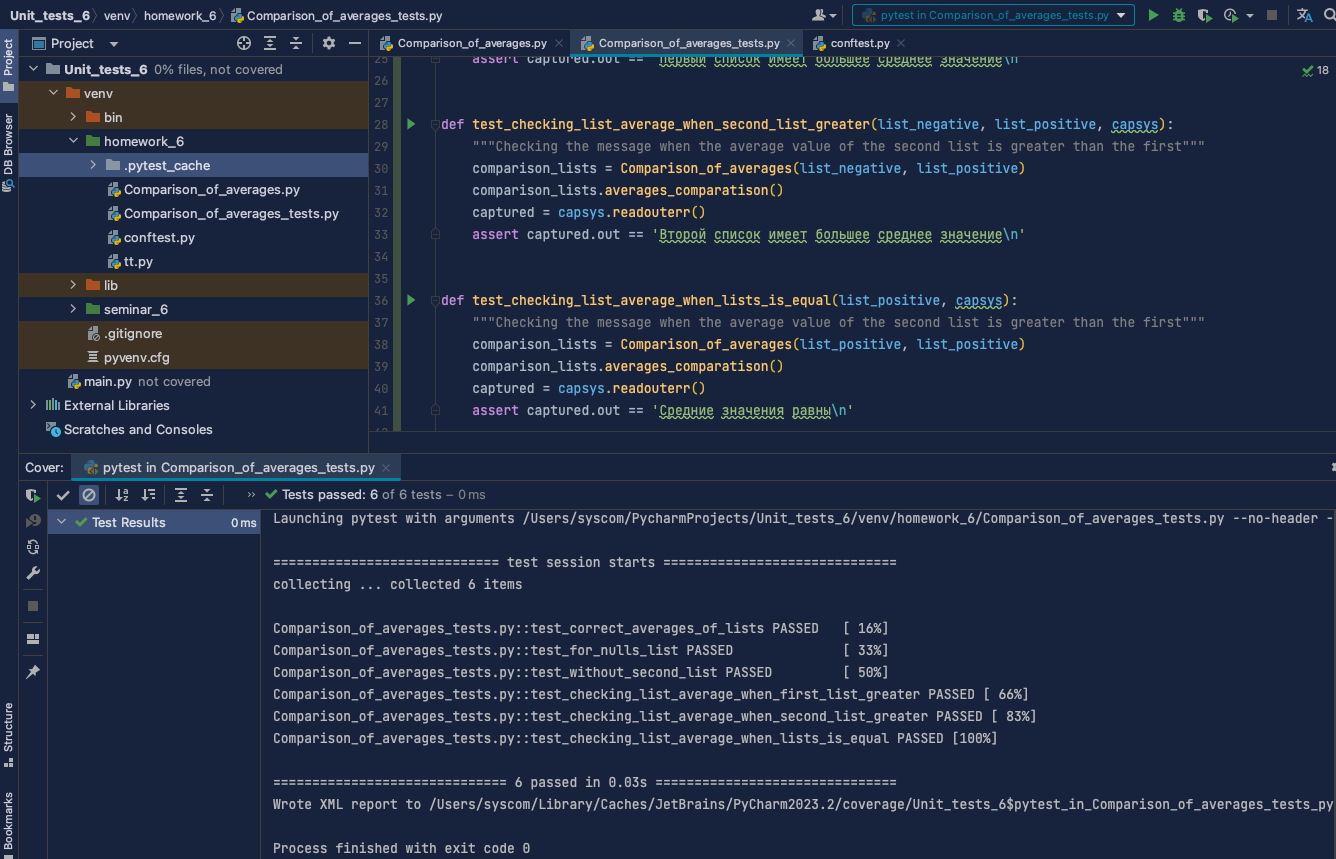 Unit_tests_6 venv homework_6 Comparison_of_averages_tests.py
pytest in Comparison_of_averages_tests.py
Project
Comparison_of_averages.py Comparison_of_averages_tests.py conftest.py
Project
DB Browser
Structure
Bookmarks
Unit_tests_6 0% files, not covered
venv
bin
homework_6
.pytest_cache
Comparison_of_averages.py
Comparison_of_averages_tests.py
conftest.py
tt.py
lib
seminar_6
.gitignore
pyvenv.cfg
main.py not covered
External Libraries
Scratches and Consoles
18
25 assert captured.out == 'Первый список имеет большее среднее значение\n'
26
27
28 def test_checking_list_average_when_second_list_greater(list_negative, list_positive, capsys):
29 """Checking the message when the average value of the second list is greater than the first"""
30 comparison_lists = Comparison_of_averages(list_negative, list_positive)
31 comparison_lists.averages_comparatison()
32 captured = capsys.readouterr()
33 assert captured.out == 'Второй список имеет большее среднее значение\n'
34
35
36 def test_checking_list_average_when_lists_is_equal(list_positive, capsys):
37 """Checking the message when the average value of the second list is greater than the first"""
38 comparison_lists = Comparison_of_averages(list_positive, list_positive)
39 comparison_lists.averages_comparatison()
40 captured = capsys.readouterr()
41 assert captured.out == 'Средние значения равны\n'
Cover: pytest in Comparison_of_averages_tests.py
Tests passed: 6 of 6 tests – 0 ms
Test Results 0 ms
Launching pytest with arguments /Users/syscom/PycharmProjects/Unit_tests_6/venv/homework_6/Comparison_of_averages_tests.py --no-header -
============================= test session starts ==============================
collecting ... collected 6 items
Comparison_of_averages_tests.py::test_correct_averages_of_lists PASSED [ 16%]
Comparison_of_averages_tests.py::test_for_nulls_list PASSED [ 33%]
Comparison_of_averages_tests.py::test_without_second_list PASSED [ 50%]
Comparison_of_averages_tests.py::test_checking_list_average_when_first_list_greater PASSED [ 66%]
Comparison_of_averages_tests.py::test_checking_list_average_when_second_list_greater PASSED [ 83%]
Comparison_of_averages_tests.py::test_checking_list_average_when_lists_is_equal PASSED [100%]
============================== 6 passed in 0.03s ===============================
Wrote XML report to /Users/syscom/Library/Caches/JetBrains/PyCharm2023.2/coverage/Unit_tests_6$pytest_in_Comparison_of_averages_tests_py
Process finished with exit code 0